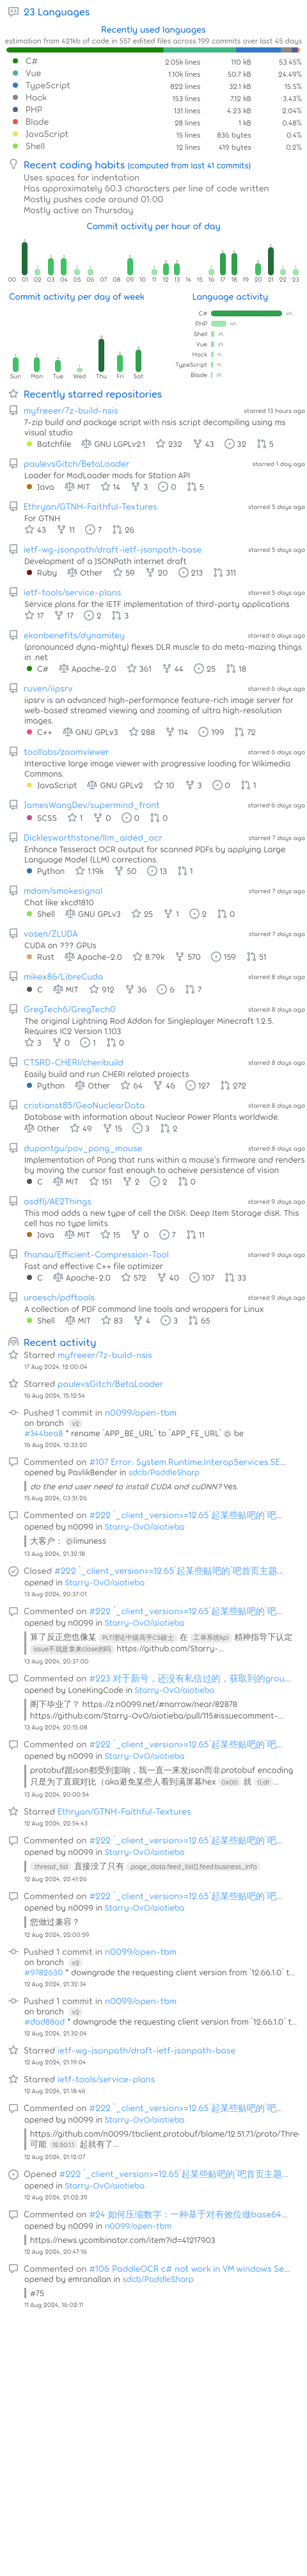 23 Languages
Recently used languages
estimation from 421kb of code in 557 edited files across 199 commits over last 45 days
C# 2.05k lines 110 kB 53.45%
Vue 1.10k lines 50.7 kB 24.49%
TypeScript 822 lines 32.1 kB 15.5%
Hack 153 lines 7.12 kB 3.43%
PHP 131 lines 4.23 kB 2.04%
Blade 28 lines 1 kB 0.48%
JavaScript 15 lines 836 bytes 0.4%
Shell 12 lines 419 bytes 0.2%
Recent coding habits (computed from last 41 commits)
Uses spaces for indentation
Has approximately 60.3 characters per line of code written
Mostly pushes code around 01:00
Mostly active on Thursday
Commit activity per hour of day
00 01 02 03 04 05 06 07 08 09 10 11 12 13 14 15 16 17 18 19 20 21 22 23
Commit activity per day of week
Language activity
Sun Mon Tue Wed Thu Fri Sat
C#
PHP
Shell
Vue
Hack
TypeScript
Blade
Recently starred repositories
myfreeer/7z-build-nsis starred 13 hours ago
7-zip build and package script with nsis script decompiling using ms
visual studio
Batchfile GNU LGPLv2.1 232 43 32 5
paulevsGitch/BetaLoader starred 1 day ago
Loader for ModLoader mods for Station API
Java MIT 14 3 0 5
Ethryan/GTNH-Faithful-Textures starred 5 days ago
For GTNH
43 11 7 26
ietf-wg-jsonpath/draft-ietf-jsonpath-base starred 5 days ago
Development of a JSONPath internet draft
Ruby Other 59 20 213 311
ietf-tools/service-plans starred 5 days ago
Service plans for the IETF implementation of third-party applications
17 17 2 3
ekonbenefits/dynamitey starred 6 days ago
(pronounced dyna-mighty) flexes DLR muscle to do meta-mazing things
in .net
C# Apache-2.0 361 44 25 18
ruven/iipsrv starred 6 days ago
iipsrv is an advanced high-performance feature-rich image server for
web-based streamed viewing and zooming of ultra high-resolution
images.
C++ GNU GPLv3 288 114 199 72
toollabs/zoomviewer starred 6 days ago
Interactive large image viewer with progressive loading for Wikimedia
Commons.
JavaScript GNU GPLv2 10 3 0 1
JamesWangDev/supermind_front starred 6 days ago
SCSS 1 0 0 0
Dicklesworthstone/llm_aided_ocr starred 7 days ago
Enhance Tesseract OCR output for scanned PDFs by applying Large
Language Model (LLM) corrections.
Python 1.19k 50 13 1
mdom/smokesignal starred 7 days ago
Chat like xkcd1810
Shell GNU GPLv3 25 1 2 0
vosen/ZLUDA starred 7 days ago
CUDA on ??? GPUs
Rust Apache-2.0 8.79k 570 159 51
mikex86/LibreCuda starred 8 days ago
C MIT 912 36 6 7
GregTech6/GregTech0 starred 8 days ago
The original Lightning Rod Addon for Singleplayer Minecraft 1.2.5.
Requires IC2 Version 1.103
3 0 1 0
CTSRD-CHERI/cheribuild starred 8 days ago
Easily build and run CHERI related projects
Python Other 64 46 127 272
cristianst85/GeoNuclearData starred 8 days ago
Database with information about Nuclear Power Plants worldwide.
Other 49 15 3 2
dupontgu/pov_pong_mouse starred 8 days ago
Implementation of Pong that runs within a mouse's firmware and renders
by moving the cursor fast enough to acheive persistence of vision
C MIT 151 2 2 0
asdflj/AE2Things starred 9 days ago
This mod adds a new type of cell the DISK: Deep Item Storage disK. This
cell has no type limits.
Java MIT 15 0 7 11
fhanau/Efficient-Compression-Tool starred 9 days ago
Fast and effective C++ file optimizer
C Apache-2.0 572 40 107 33
uroesch/pdftools starred 9 days ago
A collection of PDF command line tools and wrappers for Linux
Shell MIT 83 4 3 65
Recent activity
Starred myfreeer/7z-build-nsis
17 Aug 2024, 12:00:04
Starred paulevsGitch/BetaLoader
16 Aug 2024, 15:12:54
Pushed 1 commit in n0099/open-tbm
on branch v2
#344bea8 * rename `APP_BE_URL` to `APP_FE_URL` @ be
16 Aug 2024, 12:33:20
Commented on #107 Error: System.Runtime.InteropServices.SE...
opened by PavlikBender in sdcb/PaddleSharp
do the end user need to install CUDA and cuDNN? Yes.
15 Aug 2024, 03:51:26
Commented on #222 `_client_version>=12.65`起某些贴吧的`吧...
opened by n0099 in Starry-OvO/aiotieba
大客户： @limuness
13 Aug 2024, 21:32:18
Closed #222 `_client_version>=12.65`起某些贴吧的`吧首页主题...
opened in Starry-OvO/aiotieba
13 Aug 2024, 20:37:01
Commented on #222 `_client_version>=12.65`起某些贴吧的`吧...
opened by n0099 in Starry-OvO/aiotieba
算了反正您也像某 PLT理论中级高手CS硕士 在 工单系统kpi 精神指导下认定
issue不就是拿来close的吗 https://github.com/Starry-...
13 Aug 2024, 20:37:00
Commented on #223 对于新号，还没有私信过的，获取到的grou...
opened by LoneKingCode in Starry-OvO/aiotieba
阁下毕业了？ https://z.n0099.net/#narrow/near/82878
https://github.com/Starry-OvO/aiotieba/pull/115#issuecomment-...
13 Aug 2024, 20:15:08
Commented on #222 `_client_version>=12.65`起某些贴吧的`吧...
opened by n0099 in Starry-OvO/aiotieba
protobuf跟json都受到影响，我一直一来发json而非protobuf encoding
只是为了直观对比（aka避免某些人看到满屏幕hex 0x00 就 tl;dr ...
13 Aug 2024, 20:00:54
Starred Ethryan/GTNH-Faithful-Textures
12 Aug 2024, 22:54:43
Commented on #222 `_client_version>=12.65`起某些贴吧的`吧...
opened by n0099 in Starry-OvO/aiotieba
.thread_list 直接没了只有 .page_data.feed_list[].feed.business_info
12 Aug 2024, 22:41:26
Commented on #222 `_client_version>=12.65`起某些贴吧的`吧...
opened by n0099 in Starry-OvO/aiotieba
您做过兼容？
12 Aug 2024, 22:00:59
Pushed 1 commit in n0099/open-tbm
on branch v2
#9782630 * downgrade the requesting client version from `12.66.1.0` t...
12 Aug 2024, 21:32:34
Pushed 1 commit in n0099/open-tbm
on branch v2
#dad88ad * downgrade the requesting client version from `12.66.1.0` t...
12 Aug 2024, 21:32:04
Starred ietf-wg-jsonpath/draft-ietf-jsonpath-base
12 Aug 2024, 21:19:04
Starred ietf-tools/service-plans
12 Aug 2024, 21:18:46
Commented on #222 `_client_version>=12.65`起某些贴吧的`吧...
opened by n0099 in Starry-OvO/aiotieba
https://github.com/n0099/tbclient.protobuf/blame/12.51.7.1/proto/Thre
可能 12.50.1.1 起就有了...
12 Aug 2024, 21:12:07
Opened #222 `_client_version>=12.65`起某些贴吧的`吧首页主题...
opened in Starry-OvO/aiotieba
12 Aug 2024, 21:02:39
Commented on #24 如何压缩数字：一种基于对有效位做base64...
opened by n0099 in n0099/open-tbm
https://news.ycombinator.com/item?id=41217903
12 Aug 2024, 20:47:16
Commented on #106 PaddleOCR c# not work in VM windows Se...
opened by emranallan in sdcb/PaddleSharp
#75
11 Aug 2024, 16:02:11